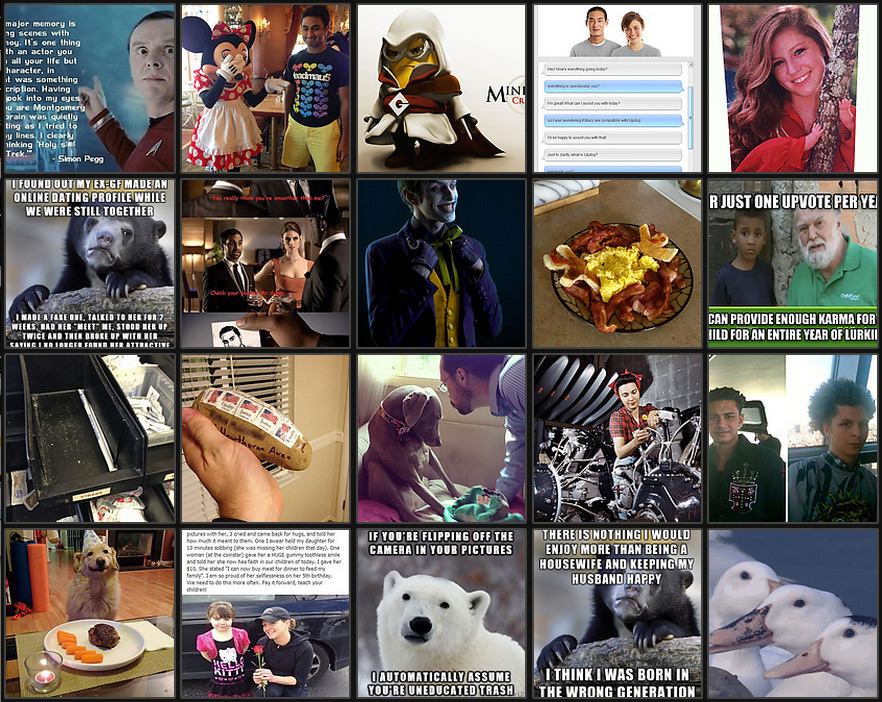 major memory is
ng scenes with
oy. It's one thing
th an actor you
all your life but
haracter, in
t was something
cription. Having
ook into my eyes
u are Montgomery
brain was quietly
ting as I tried to
y lines. I clearly
hinking "Holy s#!
Trek."
- Simon Pegg
deadmau5
MINI
CR
Hey! How's everything going today?
everything is spectacular, you?
I'm great! What can I assist you with today?
so I was wondering if Macs are compatible with Updog
I'd be happy to assist you with that!
Just to clarify what is Updog?
I FOUND OUT MY EX-GF MADE AN
ONLINE DATING PROFILE WHILE
WE WERE STILL TOGETHER
I MADE A FAKE ONE, TALKED TO HER FOR 2
WEEKS, HAD HER "MEET" ME, STOOD HER UP
TWICE AND THEN BROKE UP WITH HER
SAYING I NO LONGER FOUND HER ATTRACTIVE
You really think you're smoother than me?
Check your
R JUST ONE UPVOTE PER YEA
CAN PROVIDE ENOUGH KARMA FOR
ILD FOR AN ENTIRE YEAR OF LURKI
STRAWS
Hawthorne Ave
pictures with her, 3 cried and came back for hugs, and told her
how much it meant to them. One I swear held my daughter for
10 minutes sobbing (she was missing her children that day). One
woman (at the comstar) gave her a HUGE gummy toothless smile
and told her she now has faith in our children of today. I gave her
$10. She stated "I can now buy meat for dinner to feed my
family". I am so proud of her selflessness on her 5th birthday.
We need to do this more often. Pay it forward, teach your
children!
HELLO
KITTY
IF YOU'RE FLIPPING OFF THE
CAMERA IN YOUR PICTURES
I AUTOMATICALLY ASSUME
YOU'RE UNEDUCATED TRASH
THERE IS NOTHING I WOULD
ENJOY MORE THAN BEING A
HOUSEWIFE AND KEEPING MY
HUSBAND HAPPY
I THINK I WAS BORN IN
THE WRONG GENERATION